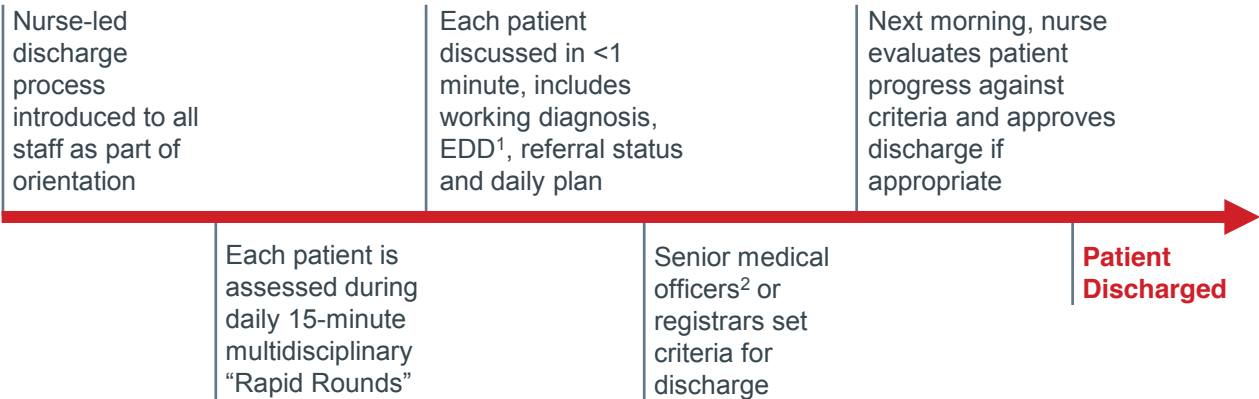 Nurse-led
discharge
process
introduced to all
staff as part of
orientation
Each patient is
assessed during
daily 15-minute
multidisciplinary
“Rapid Rounds”
Each patient
discussed in <1
minute, includes
working diagnosis,
EDD¹, referral status
and daily plan
Senior medical
officers² or
registrars set
criteria for
discharge
Next morning, nurse
evaluates patient
progress against
criteria and approves
discharge if
appropriate
Patient
Discharged